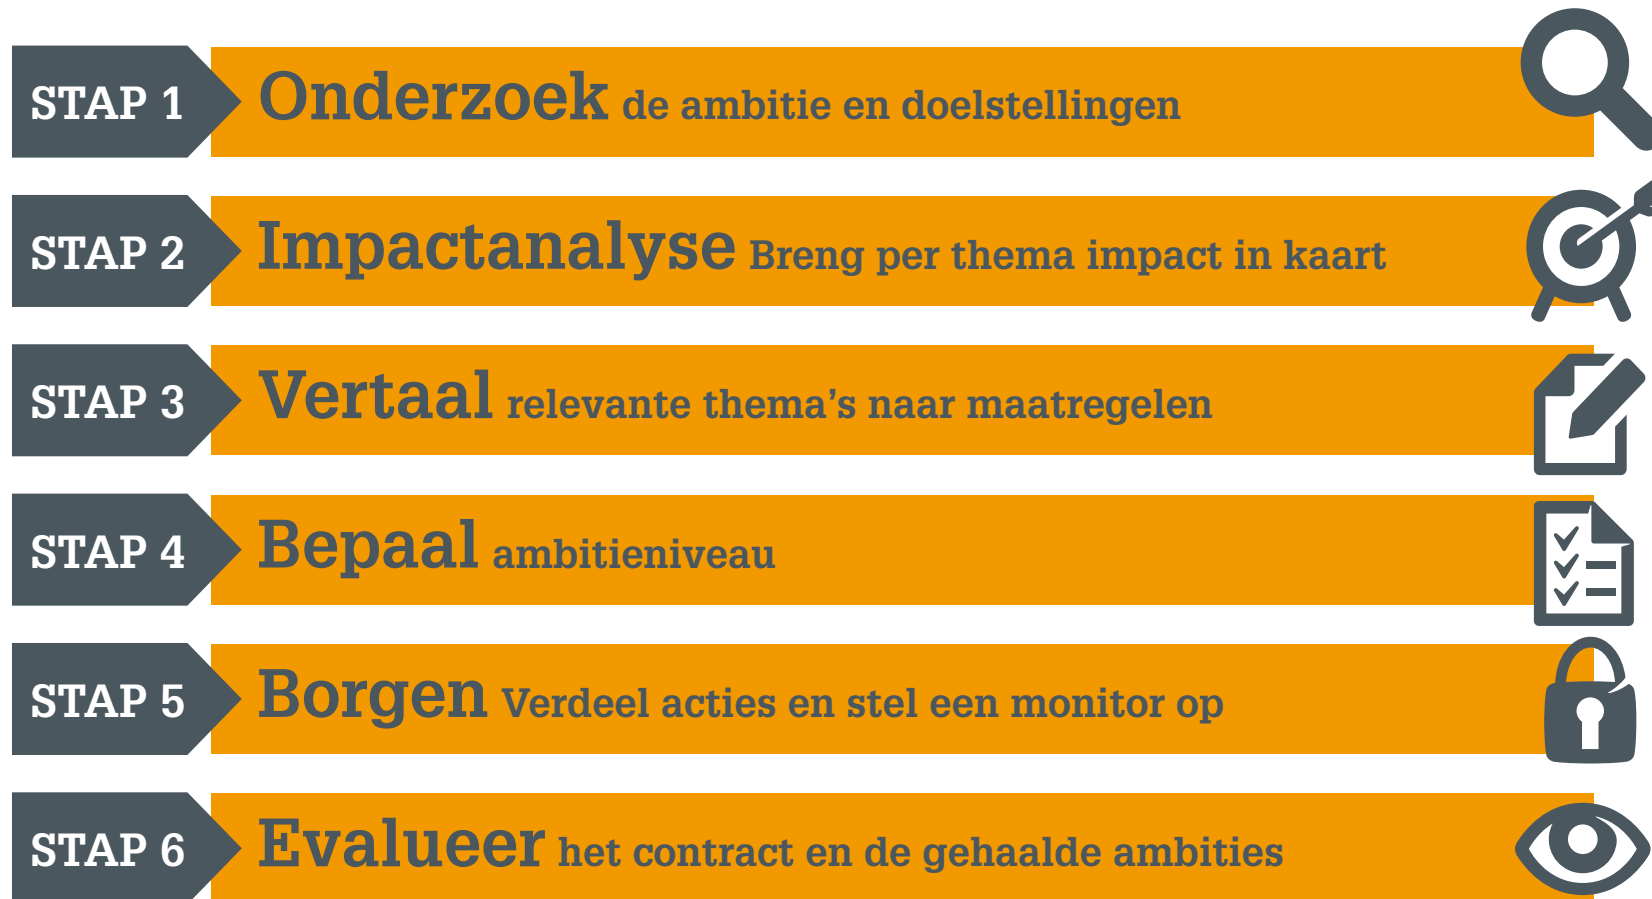 STAP 1 Onderzoek de ambitie en doelstellingen
STAP 2 Impactanalyse Breng per thema impact in kaart
STAP 3 Vertaal relevante thema’s naar maatregelen
STAP 4 Bepaal ambitieniveau
STAP 5 Borgen Verdeel acties en stel een monitor op
STAP 6 Evalueer het contract en de gehaalde ambities